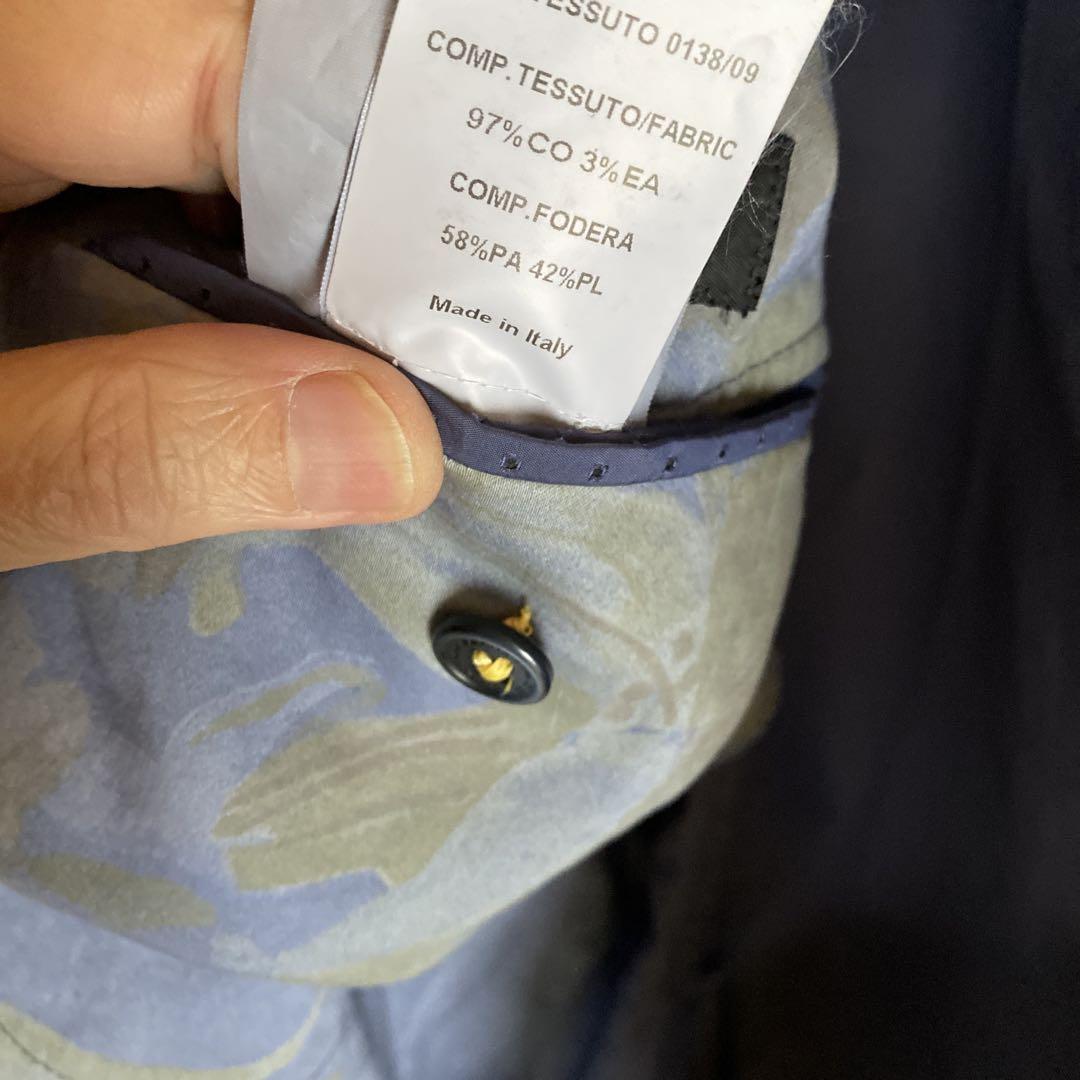 TESSUTO 0138/09
COMP.TESSUTO/FABRIC
97%CO 3%EA
COMP.FODERA
58%PA 42%PL
Made in Italy